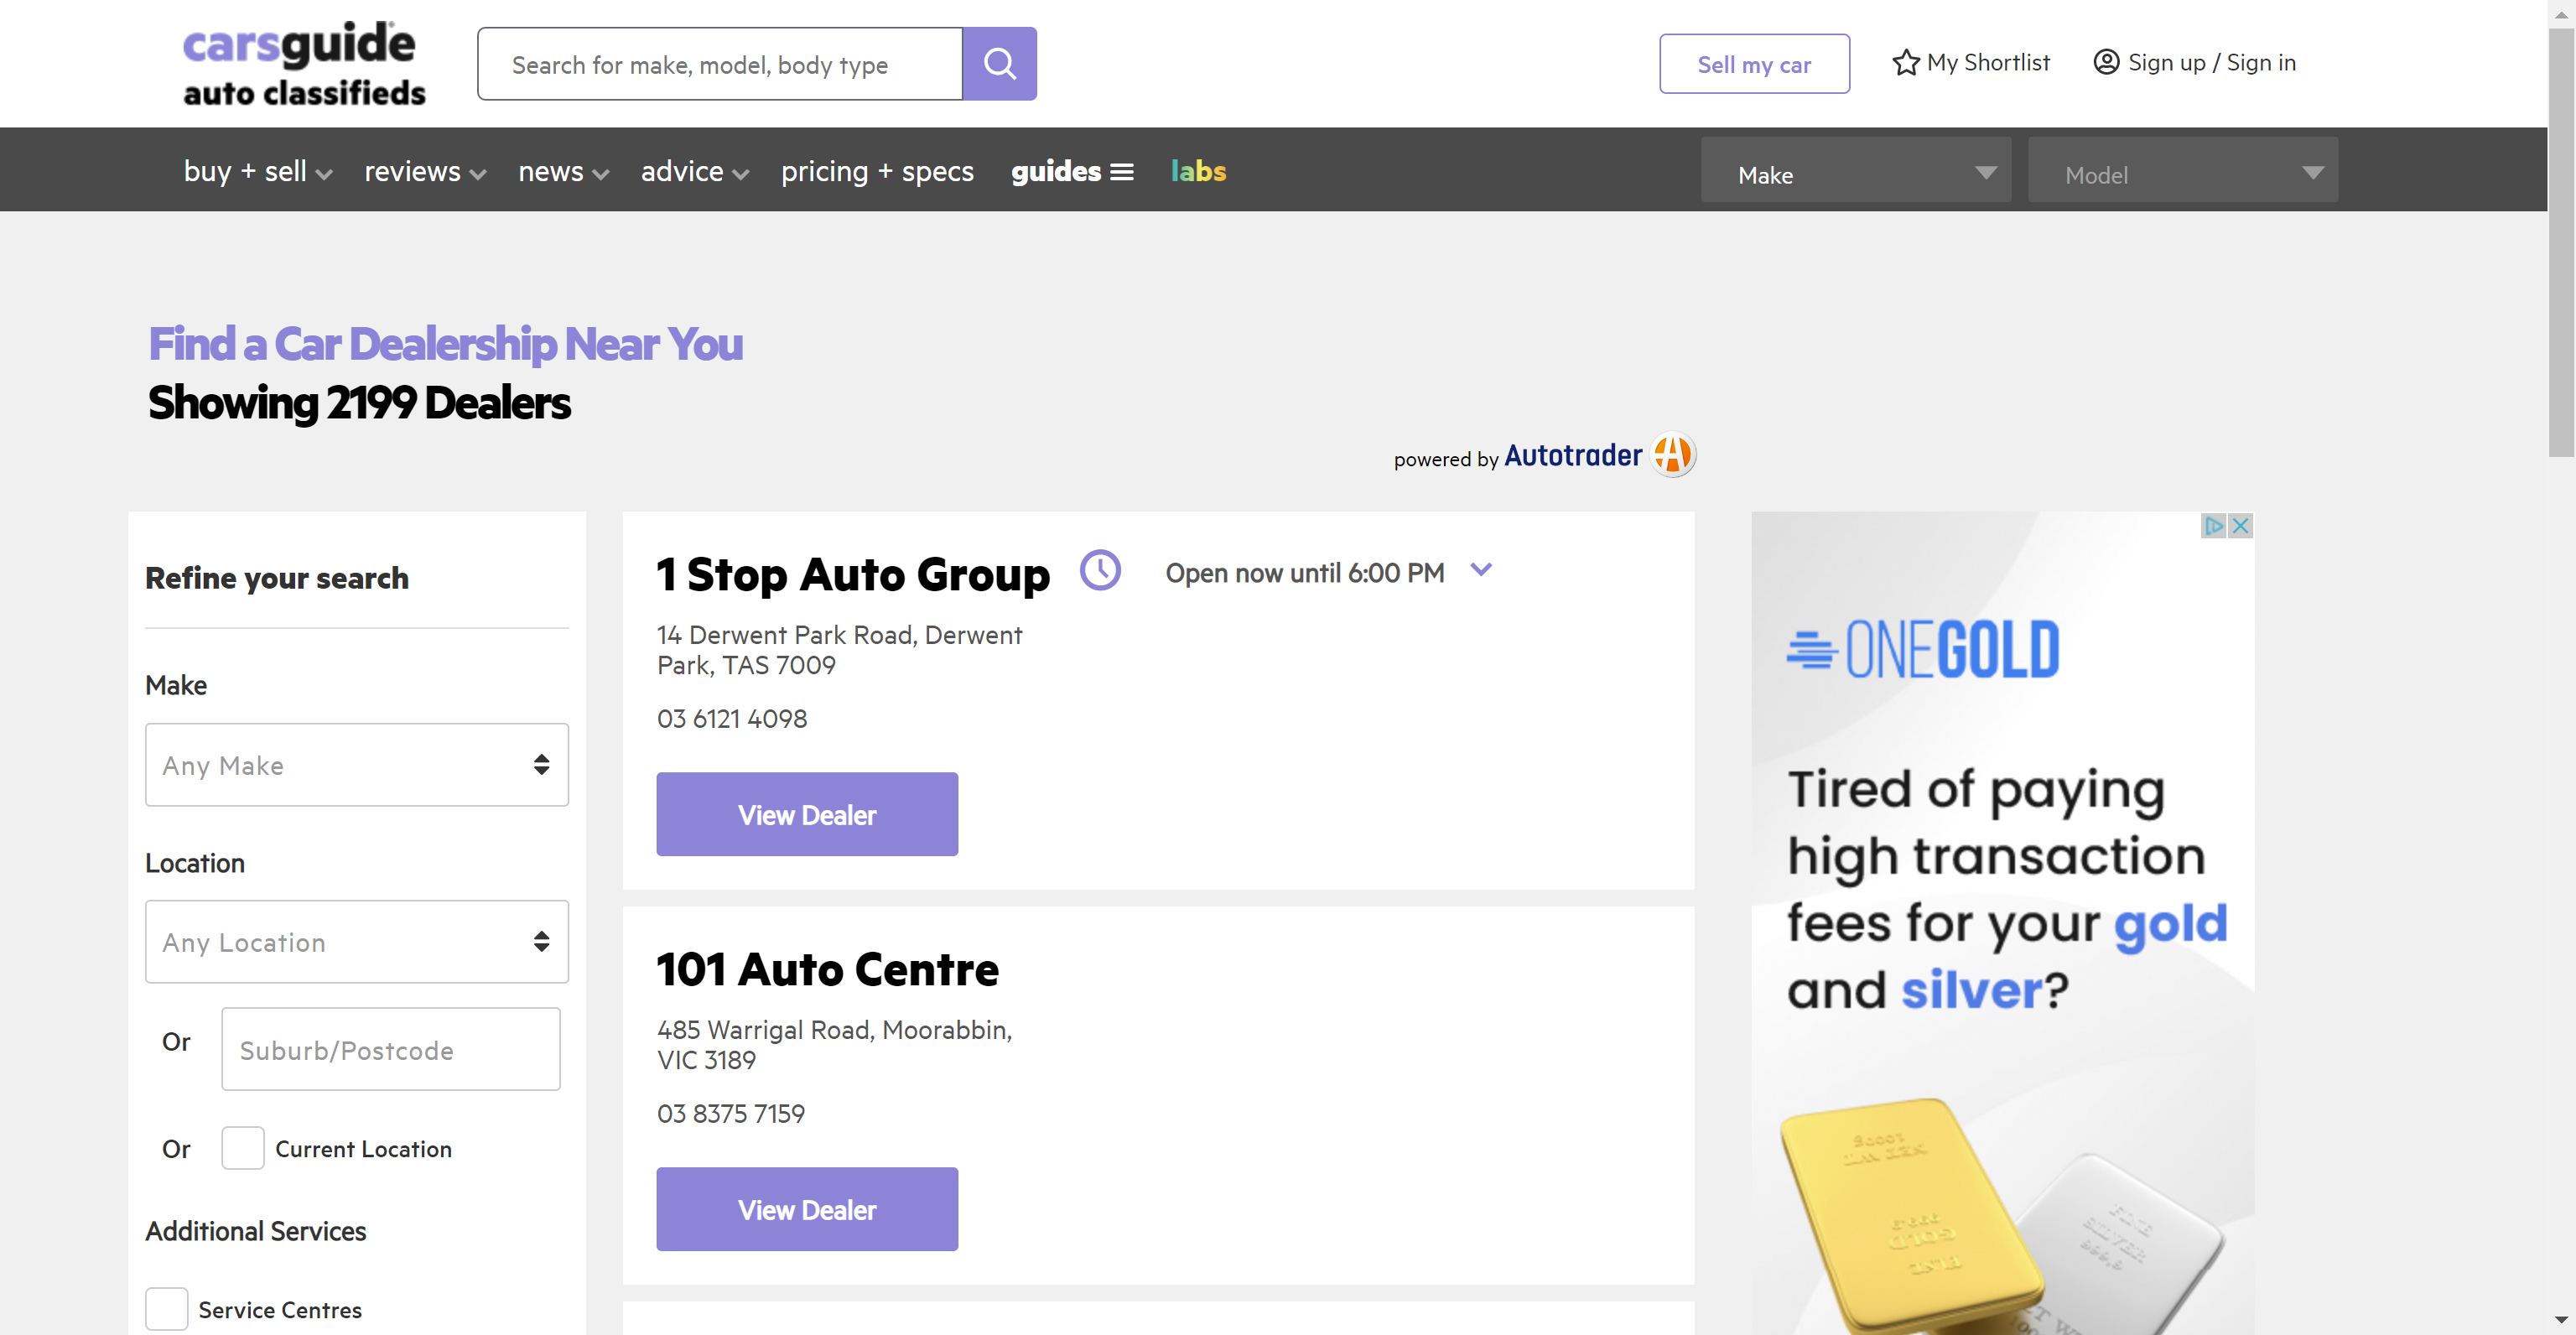 carsguide
auto classifieds
Search for make, model, body type
Sell my car
My Shortlist
Sign up / Sign in
buy + sell
reviews
news
advice
pricing + specs
guides
labs
Make
Model
Find a Car Dealership Near You
Showing 2199 Dealers
powered by Autotrader
Refine your search
Make
Any Make
Location
Any Location
Or
Suburb/Postcode
Or
Current Location
Additional Services
Service Centres
1 Stop Auto Group
Open now until 6:00 PM
14 Derwent Park Road, Derwent
Park, TAS 7009
03 6121 4098
View Dealer
101 Auto Centre
485 Warrigal Road, Moorabbin,
VIC 3189
03 8375 7159
View Dealer
ONEGOLD
Tired of paying
high transaction
fees for your gold
and silver?